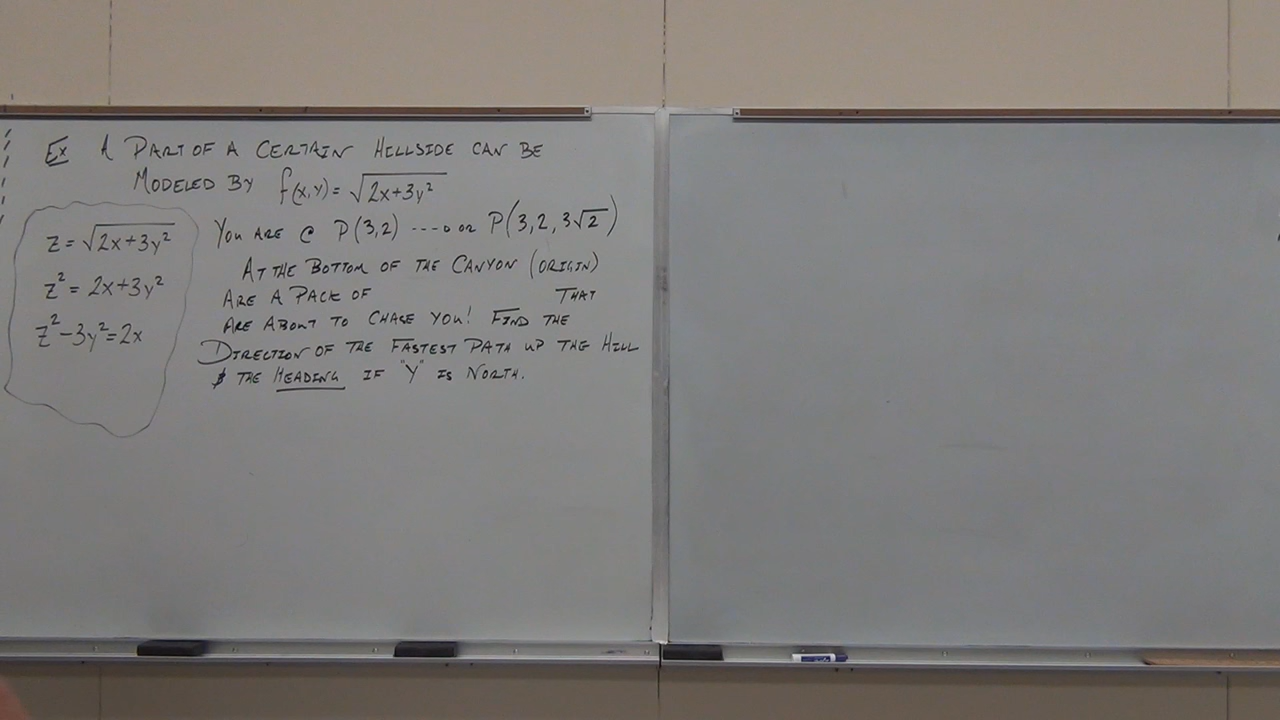 Ex A PART OF A CERTAIN HILLSIDE CAN BE
MODELED BY f(x,y) = √(2x+3y²)
z = √(2x+3y²)
z² = 2x+3y²
z²-3y²=2x
YOU ARE @ P(3,2) ---- OR P(3,2,3√2)
AT THE BOTTOM OF THE CANYON (ORIGIN)
ARE A PACK OF THAT
ARE ABOUT TO CHASE YOU! FIND THE
DIRECTION OF THE FASTEST PATH UP THE HILL
& THE HEADING IF "Y" IS NORTH.